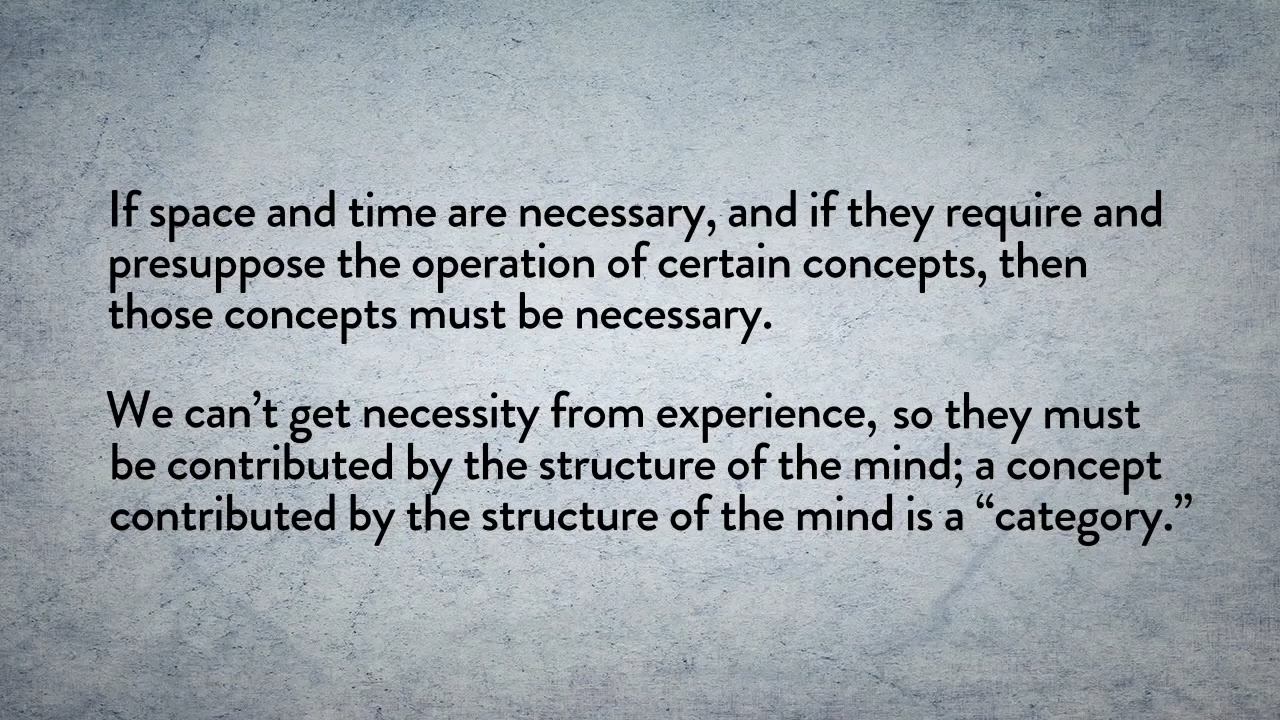 If space and time are necessary, and if they require and
presuppose the operation of certain concepts, then
those concepts must be necessary.
We can’t get necessity from experience, so they must
be contributed by the structure of the mind; a concept
contributed by the structure of the mind is a “category.”